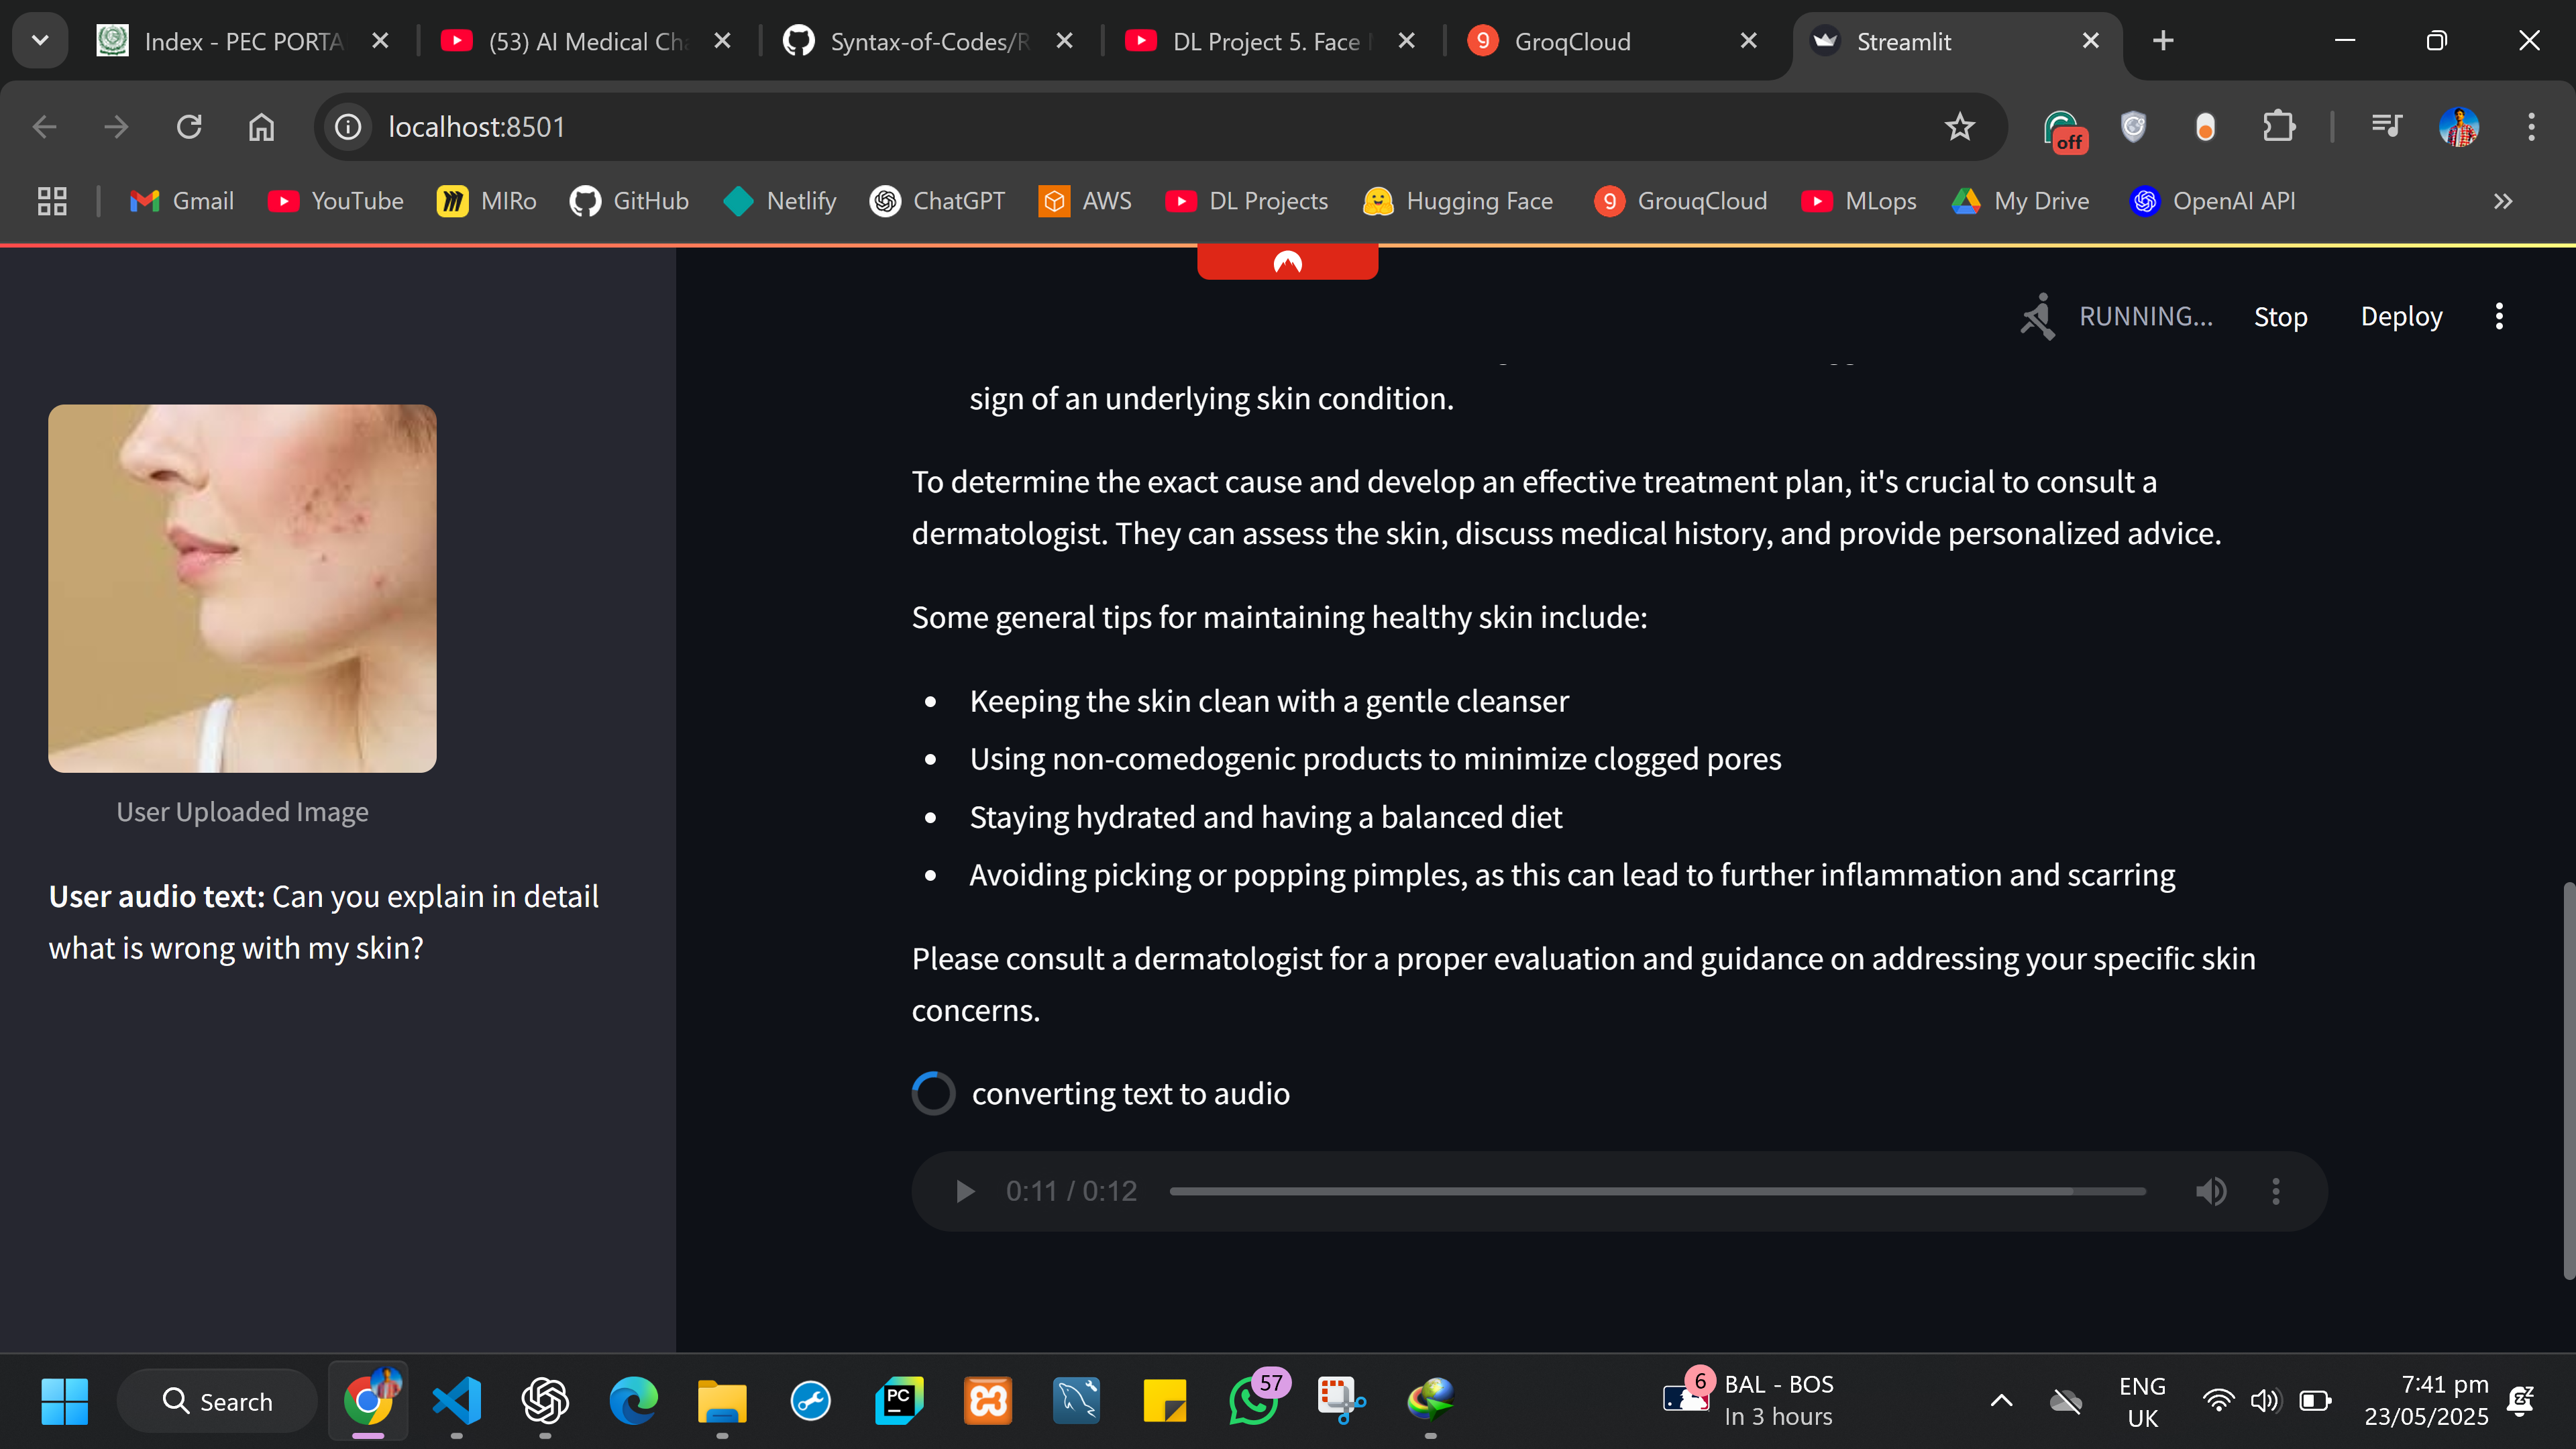 Index - PEC PORTA
(53) AI Medical Cha
Syntax-of-Codes/R
DL Project 5. Face
9
GroqCloud
Streamlit
localhost:8501
off
Gmail
YouTube
MIRo
GitHub
Netlify
ChatGPT
AWS
DL Projects
Hugging Face
9
GrouqCloud
MLops
My Drive
OpenAI API
RUNNING...
Stop
Deploy
User Uploaded Image
User audio text: Can you explain in detail
what is wrong with my skin?
sign of an underlying skin condition.
To determine the exact cause and develop an effective treatment plan, it's crucial to consult a
dermatologist. They can assess the skin, discuss medical history, and provide personalized advice.
Some general tips for maintaining healthy skin include:
Keeping the skin clean with a gentle cleanser
Using non-comedogenic products to minimize clogged pores
Staying hydrated and having a balanced diet
Avoiding picking or popping pimples, as this can lead to further inflammation and scarring
Please consult a dermatologist for a proper evaluation and guidance on addressing your specific skin
concerns.
converting text to audio
0:11 / 0:12
Search
PC
57
6
BAL - BOS
In 3 hours
ENG
UK
7:41 pm
23/05/2025